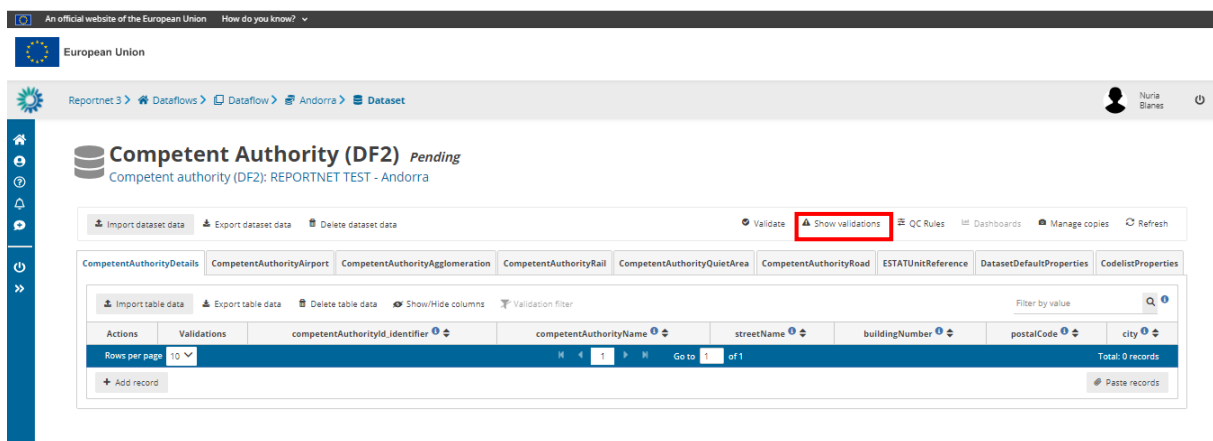 An official website of the European Union How do you know?
European Union
Reportnet 3 > Dataflows > Dataflow > Andorra > Dataset
Nuria
Blanes
Competent Authority (DF2) Pending
Competent authority (DF2): REPORTNET TEST - Andorra
Import dataset data Export dataset data Delete dataset data Validate Show validations QC Rules Dashboards Manage copies Refresh
CompetentAuthorityDetails CompetentAuthorityAirport CompetentAuthorityAgglomeration CompetentAuthorityRail CompetentAuthorityQuietArea CompetentAuthorityRoad ESTATUnitReference DatasetDefaultProperties CodelistProperties
Import table data Export table data Delete table data Show/Hide columns Validation filter Filter by value
Actions Validations competentAuthorityId_identifier competentAuthorityName streetName buildingNumber postalCode city
Rows per page 10 1 Go to 1 of 1 Total: 0 records
+ Add record Paste records